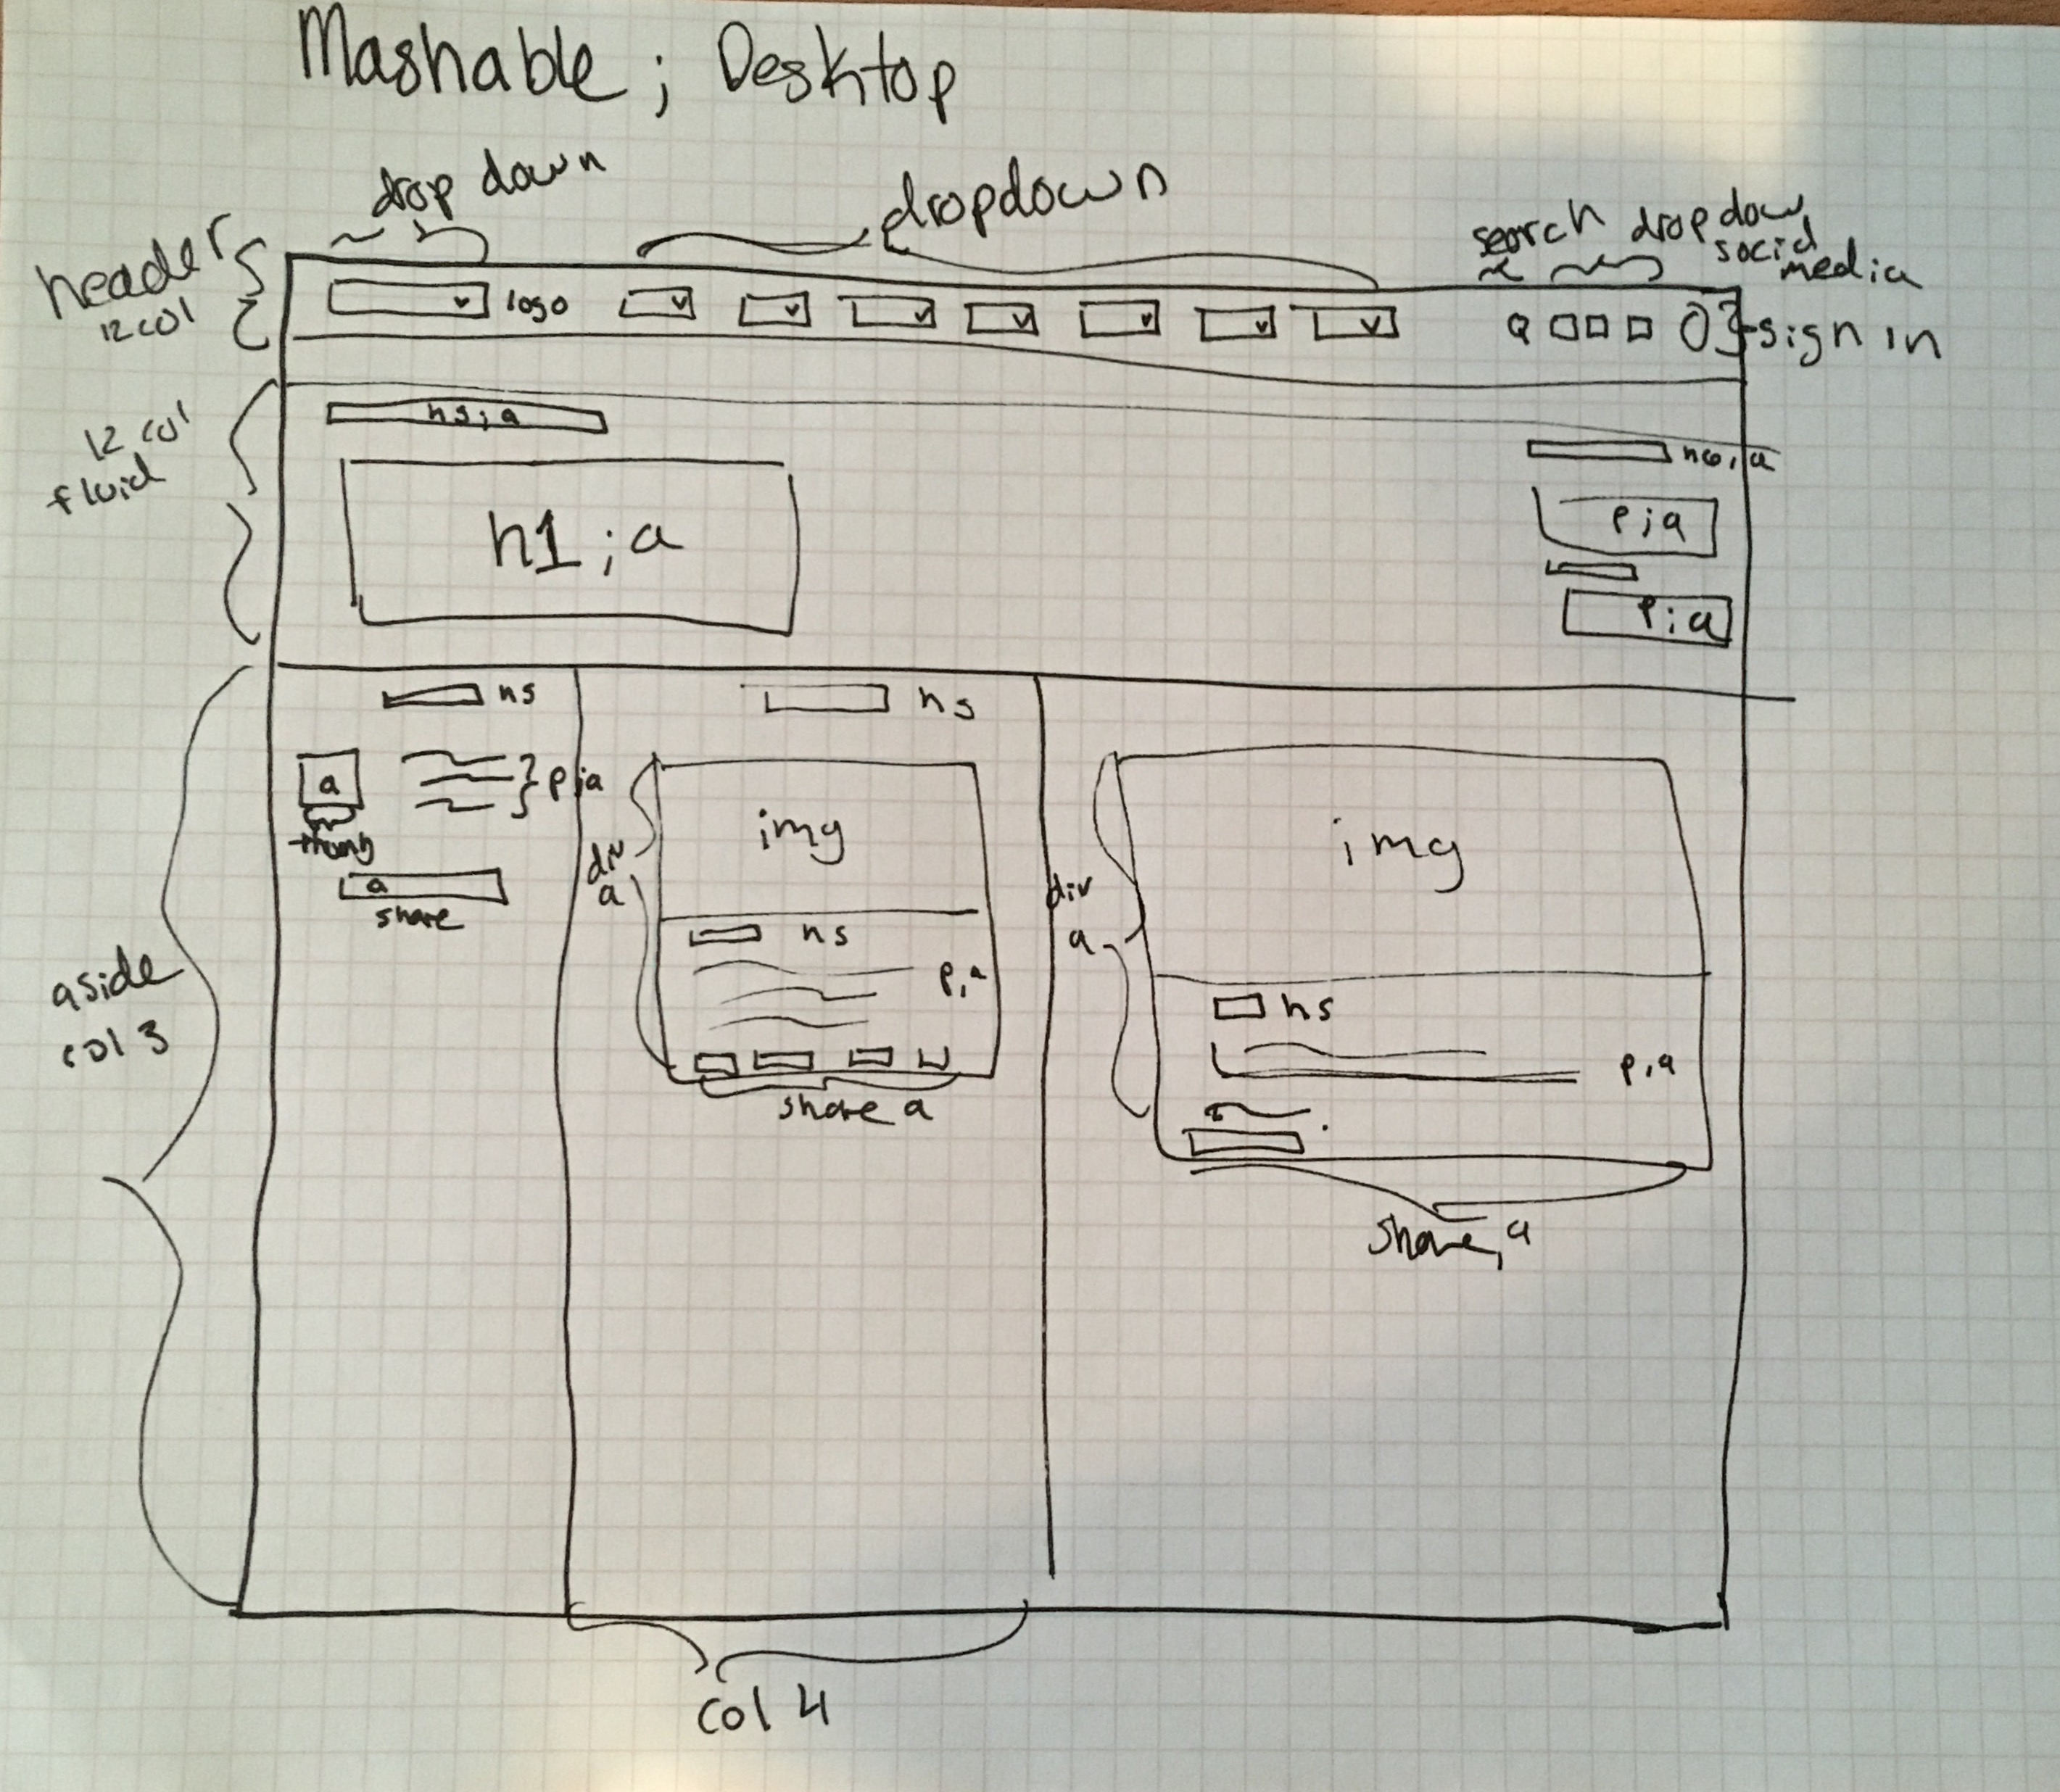 Mashable ; Desktop
drop down
dropdown
search dropdow
social
media
header
12 col
logo
Q
sign in
12 col
fluid
h5 ; a
h6, a
h1 ; a
p ; a
p ; a
h5
h5
a
p ; a
thumb
a
share
div
a
img
h5
p, a
share a
div
a
img
h5
p, a
share, a
aside
col 3
col 4